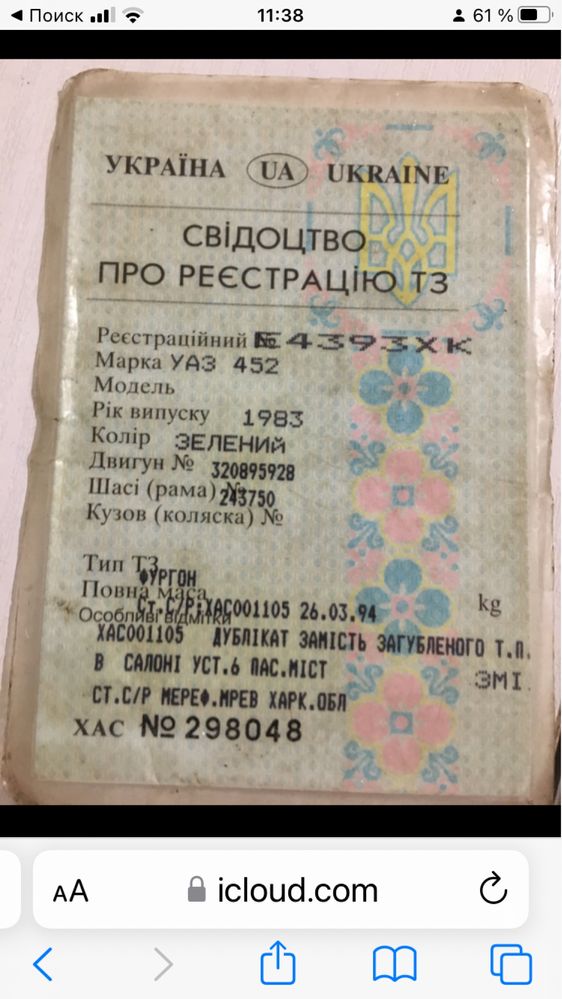 Поиск 11:38 61 %
УКРАЇНА UA UKRAINE
СВІДОЦТВО
ПРО РЕЄСТРАЦІЮ ТЗ
Реєстраційний № Е4393ХК
Марка УАЗ 452
Модель
Рік випуску 1983
Колір ЗЕЛЕНИЙ
Двигун № 320895928
Шасі (рама) № 243750
Кузов (коляска) №
Тип ТЗ
ФУРГОН
Повна маса kg
СТ.С/Р;ХАС001105 26.03.94
Особливі відмітки
ХАС001105 ДУБЛІКАТ ЗАМІСТЬ ЗАГУБЛЕНОГО Т.П.
В САЛОНІ УСТ.6 ПАС.МІСТ
ЗМІ.
СТ.С/Р МЕРЕФ.МРЕВ ХАРК.ОБЛ
ХАС № 298048
AA icloud.com